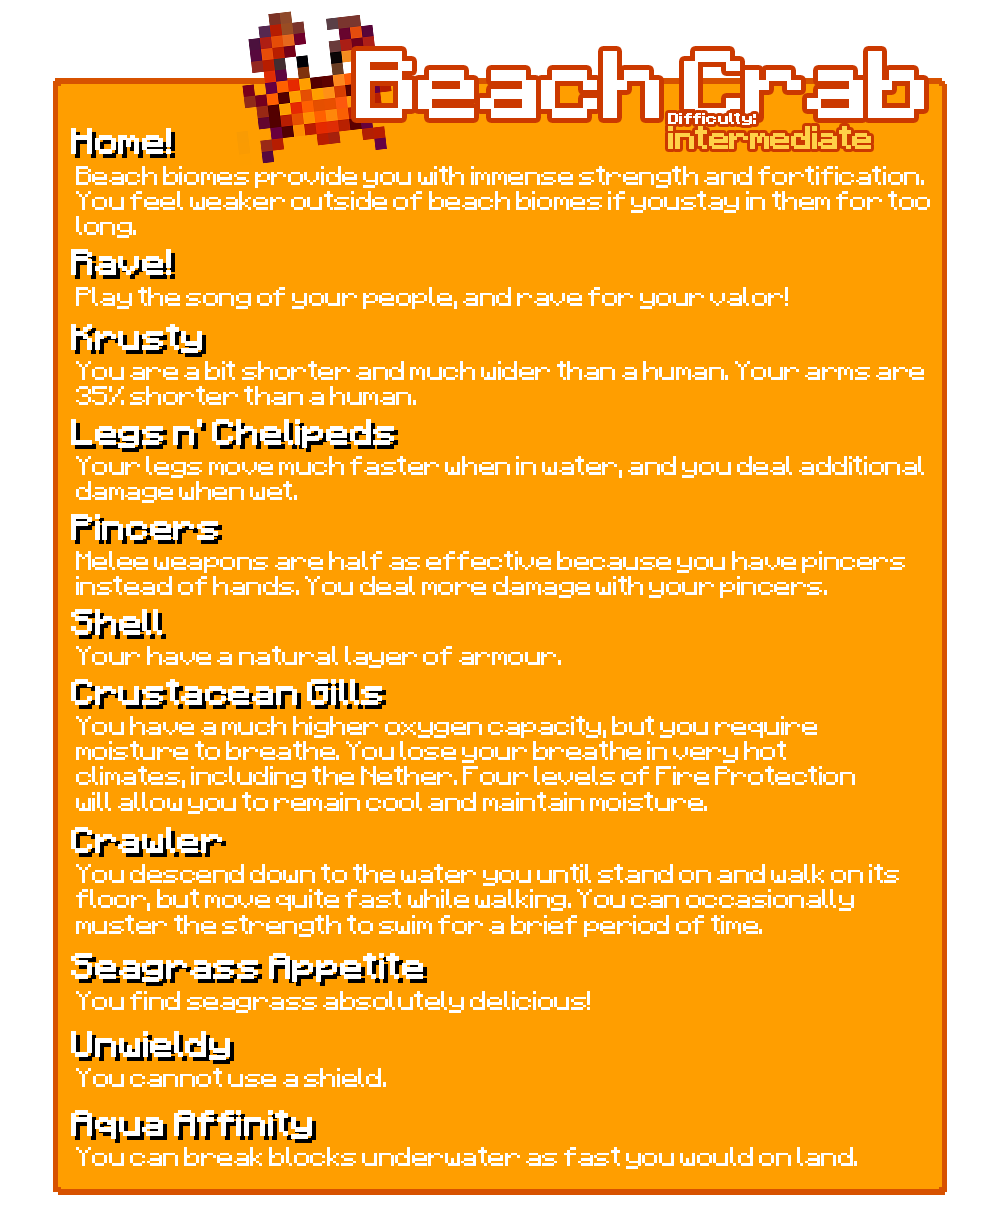 Beach Crab
Difficulty:
intermediate
Home!
Beach biomes provide you with immense strength and fortification.
You feel weaker outside of beach biomes if youstay in them for too
long.
Rave!
Play the song of your people, and rave for your valor!
Krusty
You are a bit shorter and much wider than a human. Your arms are
35% shorter than a human.
Legs n' Chelipeds
Your legs move much faster when in water, and you deal additional
damage when wet.
Pincers
Melee weapons are half as effective because you have pincers
instead of hands. You deal more damage with your pincers.
Shell
Your have a natural layer of armour.
Crustacean Gills
You have a much higher oxygen capacity, but you require
moisture to breathe. You lose your breathe in very hot
climates, including the Nether. Four levels of Fire Protection
will allow you to remain cool and maintain moisture.
Crawler
You descend down to the water you until stand on and walk on its
floor, but move quite fast while walking. You can occasionally
muster the strength to swim for a brief period of time.
Seagrass Appetite
You find seagrass absolutely delicious!
Unwieldy
You cannot use a shield.
Aqua Affinity
You can break blocks underwater as fast you would on land.